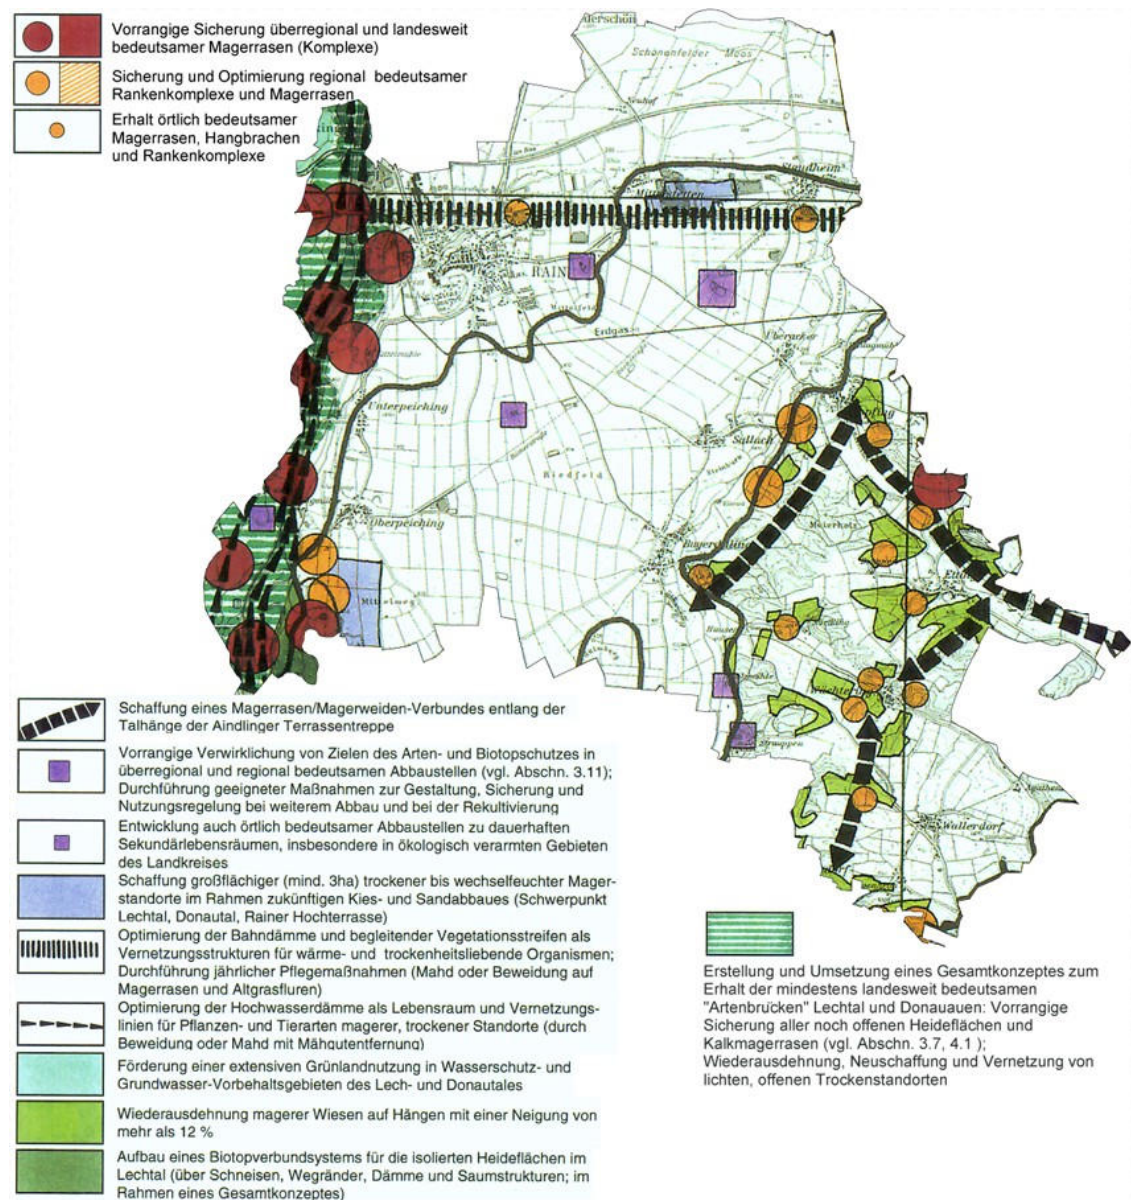 Vorrangige Sicherung überregional und landesweit
bedeutsamer Magerrasen (Komplexe)
Sicherung und Optimierung regional bedeutsamer
Rankenkomplexe und Magerrasen
Erhalt örtlich bedeutsamer
Magerrasen, Hangbrachen
und Rankenkomplexe
Schönenfelder Moos
Neuhof
Staudheim
Mittelstetten
RAIN
Erdgas
Überacker
Unterpeiching
Sallach
Riedfeld
Oberpeiching
Meierholz
Wallerdorf
Schaffung eines Magerrasen/Magerweiden-Verbundes entlang der
Talhänge der Aindlinger Terrassentreppe
Vorrangige Verwirklichung von Zielen des Arten- und Biotopschutzes in
überregional und regional bedeutsamen Abbaustellen (vgl. Abschn. 3.11);
Durchführung geeigneter Maßnahmen zur Gestaltung, Sicherung und
Nutzungsregelung bei weiterem Abbau und bei der Rekultivierung
Entwicklung auch örtlich bedeutsamer Abbaustellen zu dauerhaften
Sekundärlebensräumen, insbesondere in ökologisch verarmten Gebieten
des Landkreises
Schaffung großflächiger (mind. 3ha) trockener bis wechselfeuchter Mager-
standorte im Rahmen zukünftigen Kies- und Sandabbaues (Schwerpunkt
Lechtal, Donautal, Rainer Hochterrasse)
Optimierung der Bahndämme und begleitender Vegetationsstreifen als
Vernetzungsstrukturen für wärme- und trockenheitsliebende Organismen;
Durchführung jährlicher Pflegemaßnahmen (Mahd oder Beweidung auf
Magerrasen und Altgrasfluren)
Optimierung der Hochwasserdämme als Lebensraum und Vernetzungs-
linien für Pflanzen- und Tierarten magerer, trockener Standorte (durch
Beweidung oder Mahd mit Mähgutentfernung)
Förderung einer extensiven Grünlandnutzung in Wasserschutz- und
Grundwasser-Vorbehaltsgebieten des Lech- und Donautales
Wiederausdehnung magerer Wiesen auf Hängen mit einer Neigung von
mehr als 12 %
Aufbau eines Biotopverbundsystems für die isolierten Heideflächen im
Lechtal (über Schneisen, Wegränder, Dämme und Saumstrukturen; im
Rahmen eines Gesamtkonzeptes)
Erstellung und Umsetzung eines Gesamtkonzeptes zum
Erhalt der mindestens landesweit bedeutsamen
"Artenbrücken" Lechtal und Donauauen: Vorrangige
Sicherung aller noch offenen Heideflächen und
Kalkmagerrasen (vgl. Abschn. 3.7, 4.1 );
Wiederausdehnung, Neuschaffung und Vernetzung von
lichten, offenen Trockenstandorten